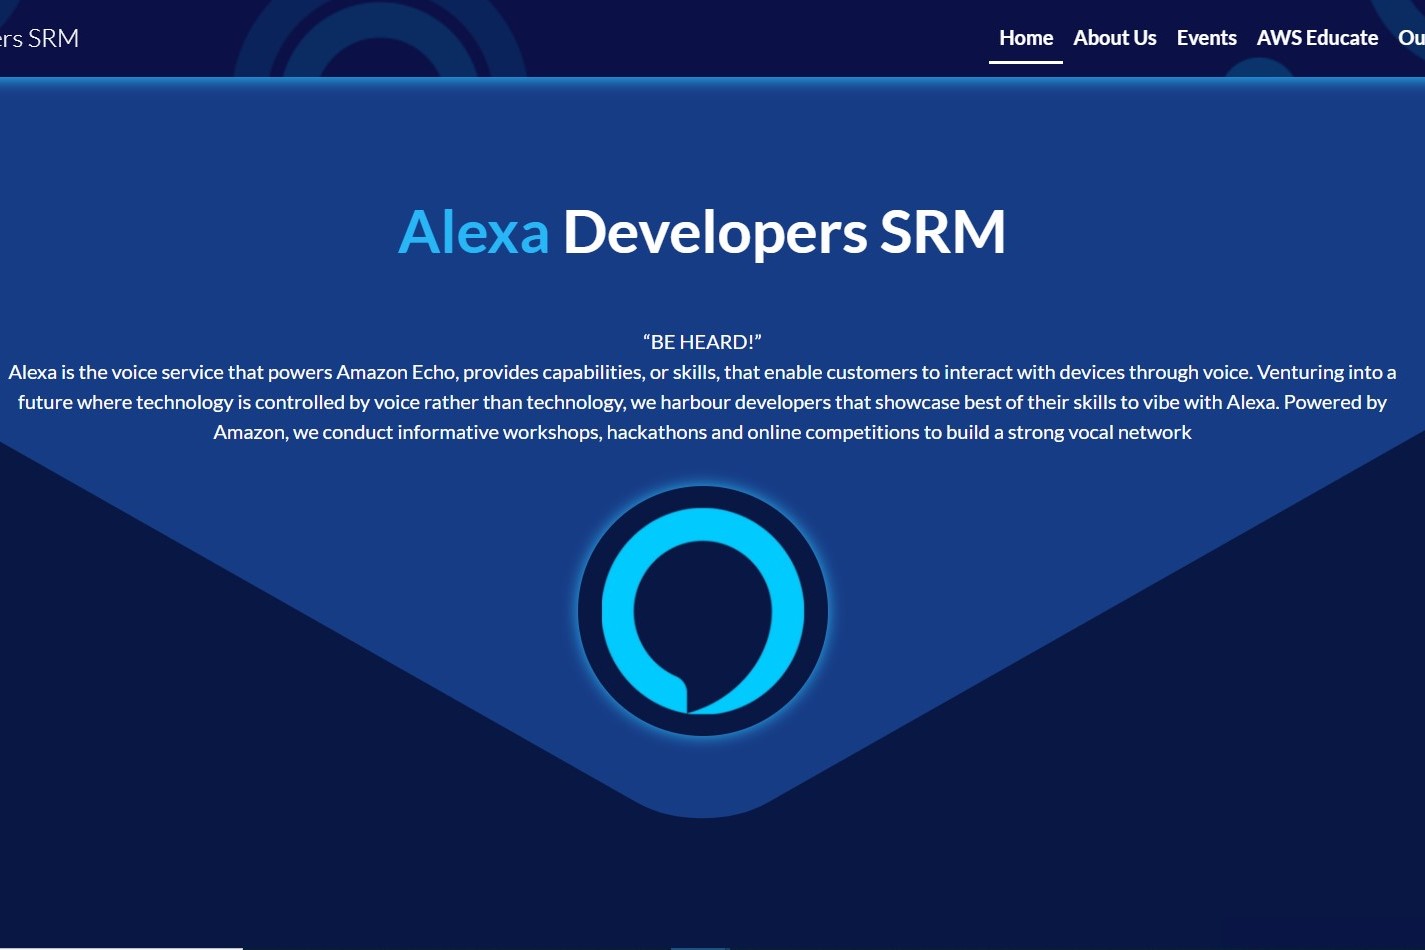 ers SRM
Home About Us Events AWS Educate Ou
Alexa Developers SRM
“BE HEARD!”
Alexa is the voice service that powers Amazon Echo, provides capabilities, or skills, that enable customers to interact with devices through voice. Venturing into a
future where technology is controlled by voice rather than technology, we harbour developers that showcase best of their skills to vibe with Alexa. Powered by
Amazon, we conduct informative workshops, hackathons and online competitions to build a strong vocal network